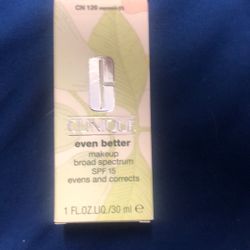 CN 126 espresso (D)
CLINIQUE
even better
makeup
broad spectrum
SPF 15
evens and corrects
1 FL.OZ.LIQ./30 ml e